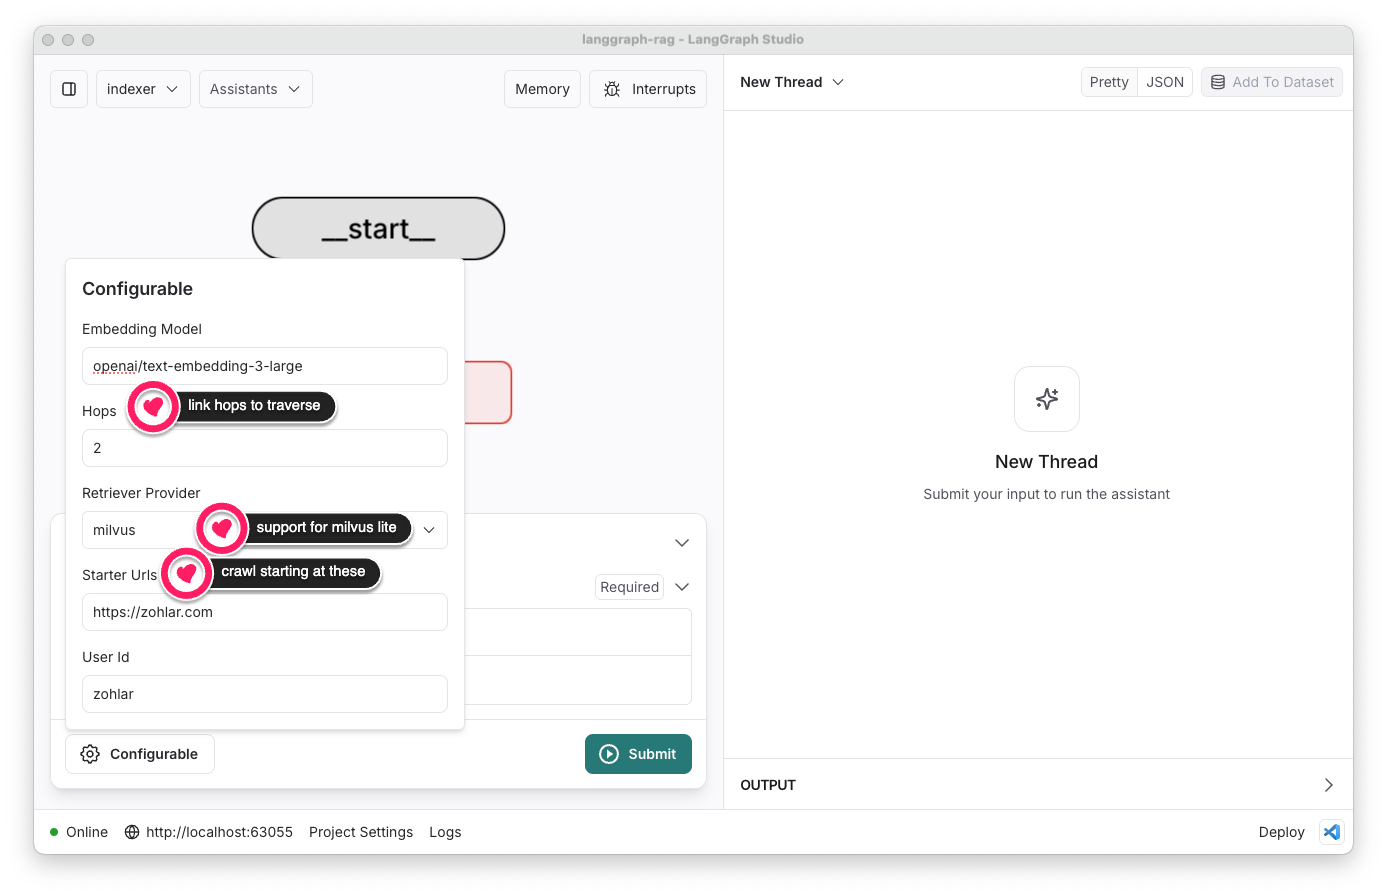 langgraph-rag - LangGraph Studio
indexer
Assistants
Memory
Interrupts
New Thread
Pretty
JSON
Add To Dataset
__start__
Configurable
Embedding Model
openai/text-embedding-3-large
Hops
link hops to traverse
2
Retriever Provider
milvus
support for milvus lite
Starter Urls
crawl starting at these
https://zohlar.com
User Id
zohlar
Required
Configurable
Submit
New Thread
Submit your input to run the assistant
OUTPUT
Online
http://localhost:63055
Project Settings
Logs
Deploy